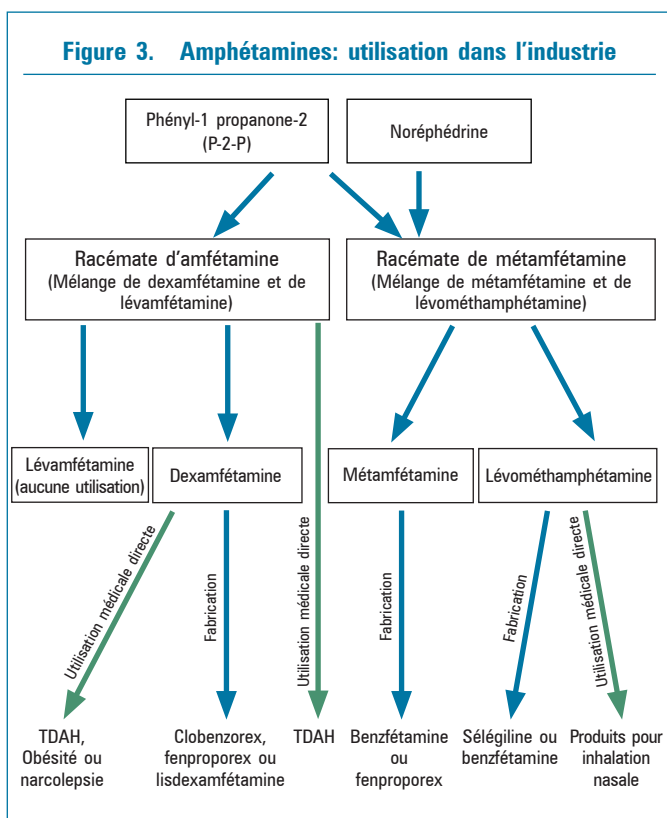 Figure 3. Amphétamines: utilisation dans l'industrie
Phényl-1 propanone-2
(P-2-P)
Noréphédrine
Racémate d'amfétamine
(Mélange de dexamfétamine et de
lévamfétamine)
Racémate de métamfétamine
(Mélange de métamfétamine et de
lévométhamphétamine)
Lévamfétamine
(aucune utilisation)
Dexamfétamine
Métamfétamine
Lévométhamphétamine
Utilisation médicale directe
Fabrication
Utilisation médicale directe
Fabrication
Fabrication
Utilisation médicale directe
TDAH,
Obésité ou
narcolepsie
Clobenzorex,
fenproporex ou
lisdexamfétamine
TDAH
Benzfétamine
ou
fenproporex
Sélégiline ou
benzfétamine
Produits pour
inhalation
nasale